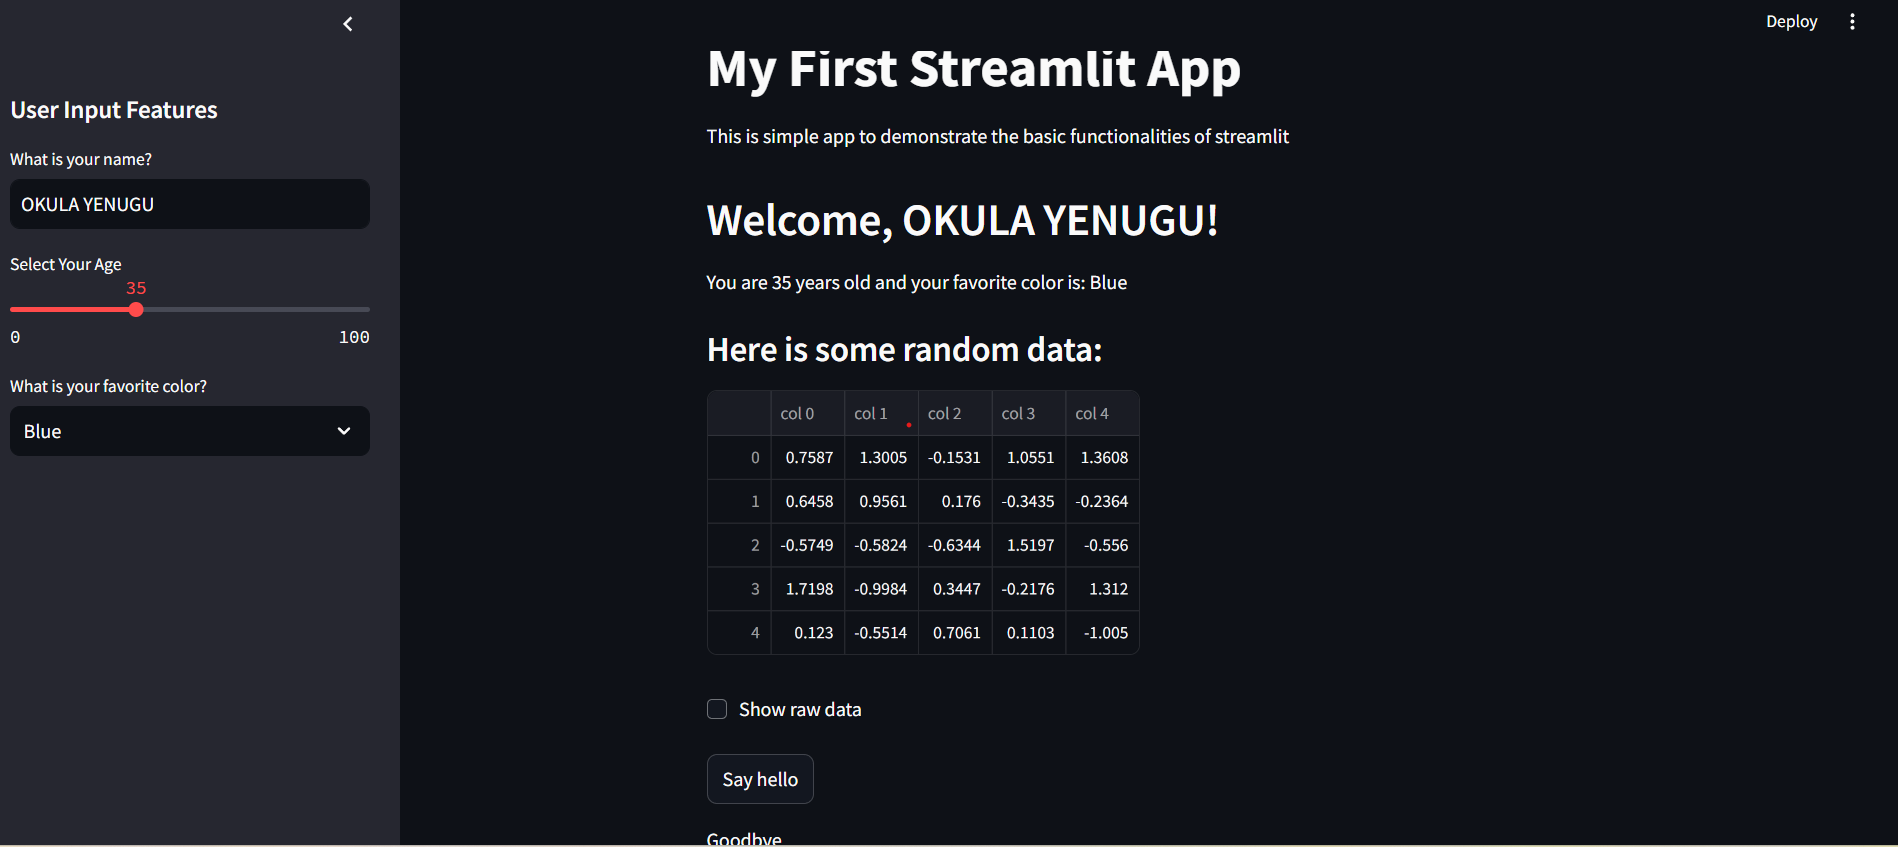 Deploy
User Input Features
What is your name?
OKULA YENUGU
Select Your Age
35
0 100
What is your favorite color?
Blue
My First Streamlit App
This is simple app to demonstrate the basic functionalities of streamlit
Welcome, OKULA YENUGU!
You are 35 years old and your favorite color is: Blue
Here is some random data:
col 0 col 1 col 2 col 3 col 4
0 0.7587 1.3005 -0.1531 1.0551 1.3608
1 0.6458 0.9561 0.176 -0.3435 -0.2364
2 -0.5749 -0.5824 -0.6344 1.5197 -0.556
3 1.7198 -0.9984 0.3447 -0.2176 1.312
4 0.123 -0.5514 0.7061 0.1103 -1.005
Show raw data
Say hello
Goodbye